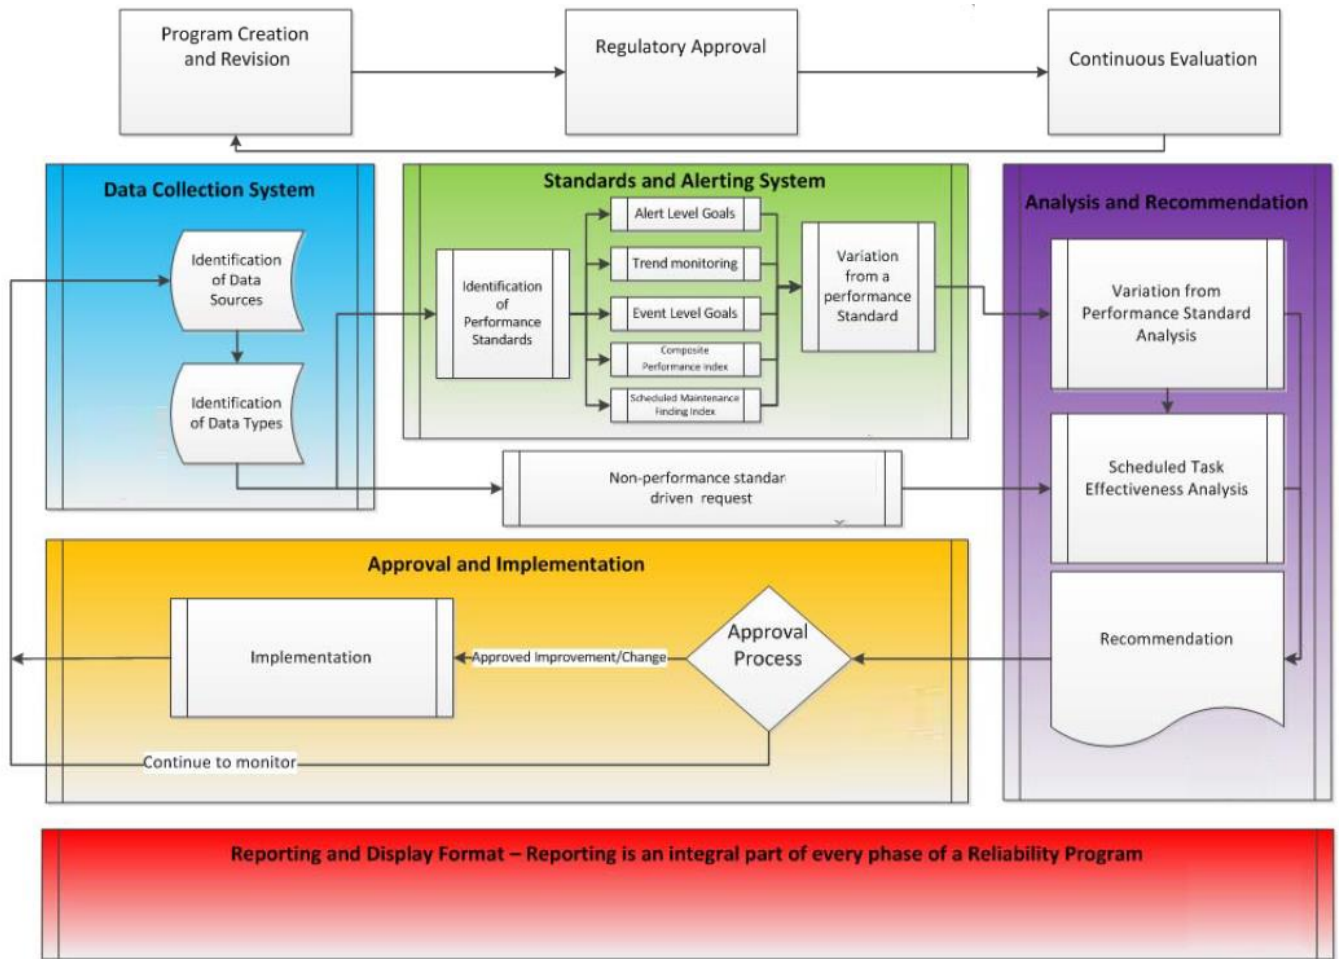 Program Creation
and Revision
Regulatory Approval
Continuous Evaluation
Data Collection System
Identification
of Data
Sources
Identification
of Data Types
Standards and Alerting System
Identification
of
Performance
Standards
Alert Level Goals
Trend monitoring
Event Level Goals
Composite
Performance Index
Scheduled Maintenance
Finding Index
Variation
from a
performance
Standard
Analysis and Recommendation
Variation from
Performance Standard
Analysis
Scheduled Task
Effectiveness Analysis
Recommendation
Non-performance standar
driven request
Approval and Implementation
Implementation
Approved Improvement/Change
Approval
Process
Continue to monitor
Reporting and Display Format – Reporting is an integral part of every phase of a Reliability Program